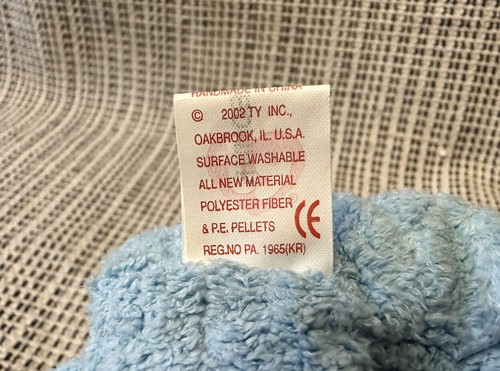 HANDMADE IN CHINA
© 2002 TY INC.,
OAKBROOK, IL. U.S.A.
SURFACE WASHABLE
ALL NEW MATERIAL
POLYESTER FIBER
& P.E. PELLETS CE
REG.NO PA. 1965(KR)